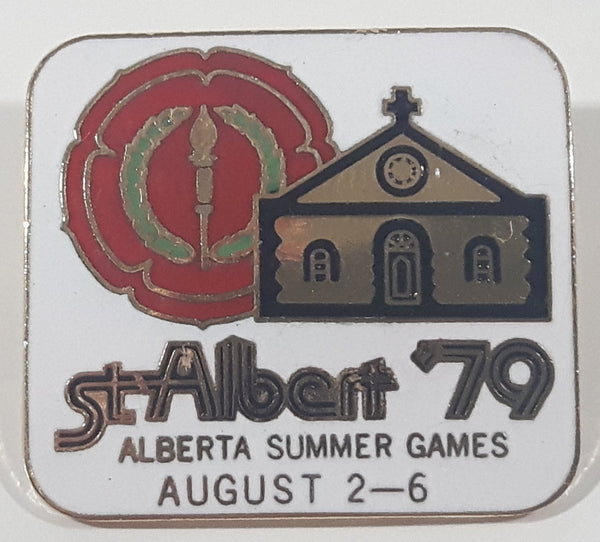 St-Albert '79
ALBERTA SUMMER GAMES
AUGUST 2-6